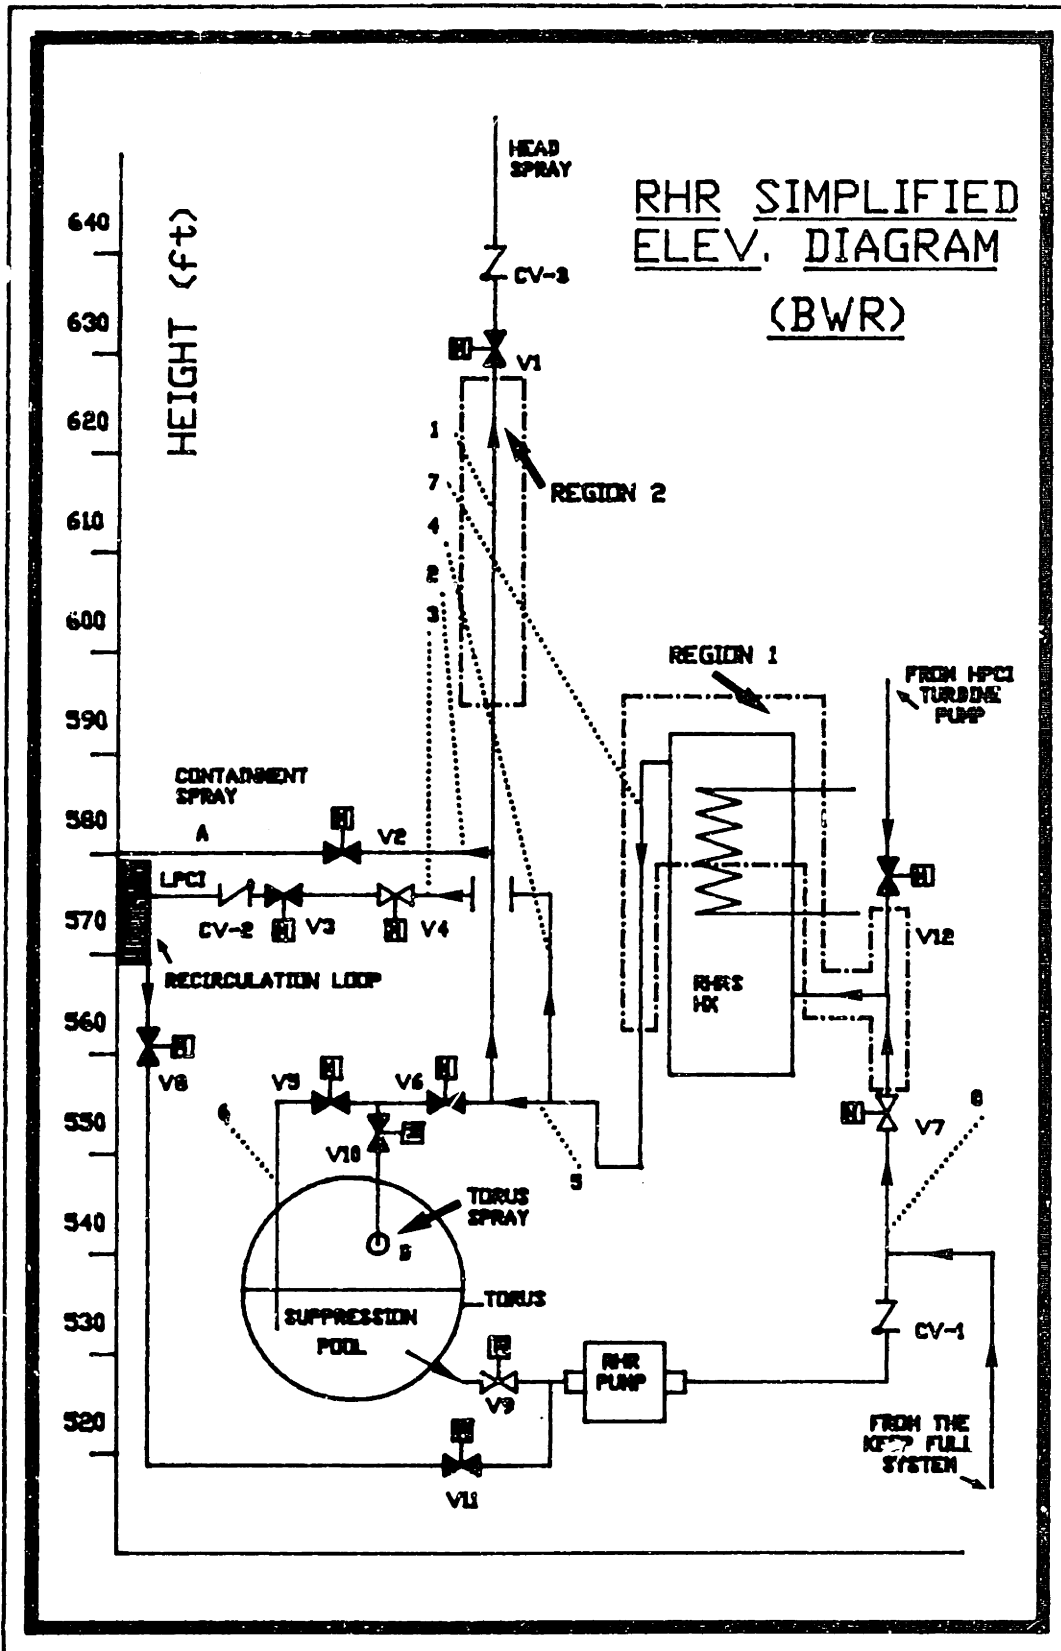 RHR SIMPLIFIED
ELEV. DIAGRAM
(BWR)
HEIGHT (ft)
640
630
620
610
600
590
580
570
560
550
540
530
520
HEAD
SPRAY
CV-3
M
V1
1
7
4
2
3
REGION 2
REGION 1
FROM HPCI
TURBINE
PUMP
CONTAINMENT
SPRAY
A
M
V2
LPCI
CV-2
M
V3
M
V4
RECIRCULATION LOOP
M
V12
RHRS
HX
M
V8
V5
M
V6
M
6
V10
5
M
V7
8
TORUS
SPRAY
B
TORUS
SUPPRESSION
POOL
V9
RHR
PUMP
CV-1
V11
FROM THE
KEEP FULL
SYSTEM